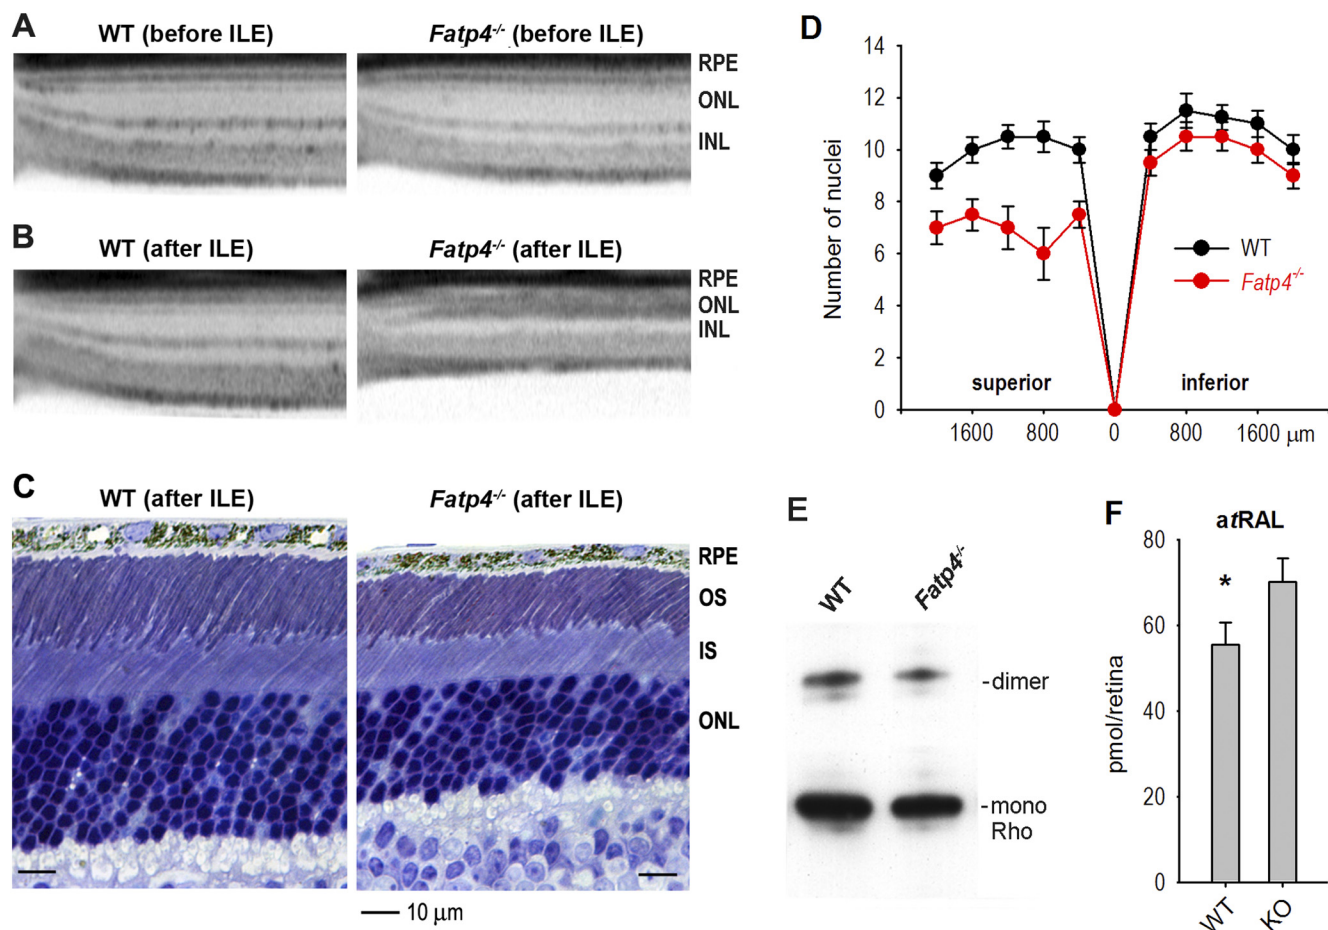 A
WT (before ILE)
Fatp4-/- (before ILE)
RPE
ONL
INL
B
WT (after ILE)
Fatp4-/- (after ILE)
RPE
ONL
INL
C
WT (after ILE)
Fatp4-/- (after ILE)
RPE
OS
IS
ONL
10 µm
D
14
12
10
8
6
4
2
0
Number of nuclei
WT
Fatp4-/-
superior
inferior
1600
800
0
800
1600 µm
E
WT
Fatp4-/-
-dimer
-mono
Rho
F
atRAL
80
60
40
20
0
pmol/retina
*
WT
KO